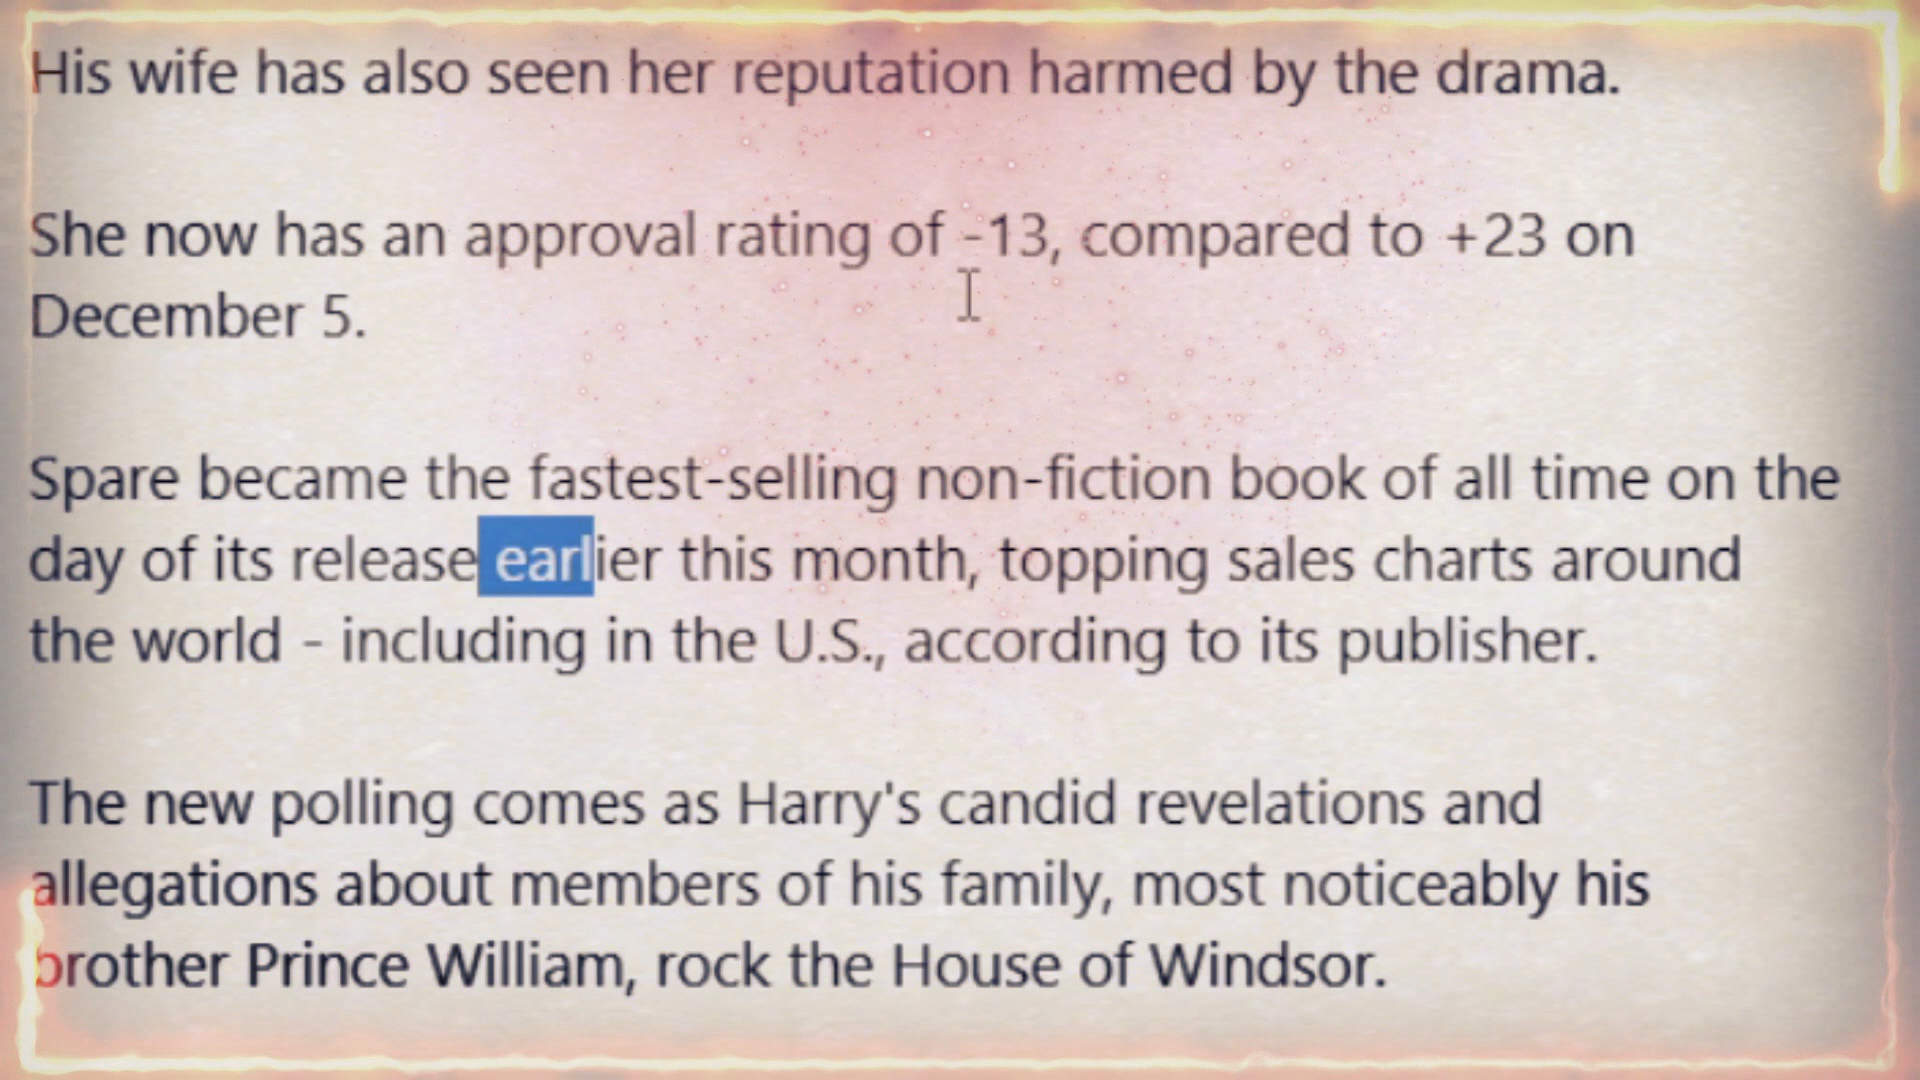 His wife has also seen her reputation harmed by the drama.
She now has an approval rating of -13, compared to +23 on
December 5.
Spare became the fastest-selling non-fiction book of all time on the
day of its release earlier this month, topping sales charts around
the world - including in the U.S., according to its publisher.
The new polling comes as Harry's candid revelations and
allegations about members of his family, most noticeably his
brother Prince William, rock the House of Windsor.